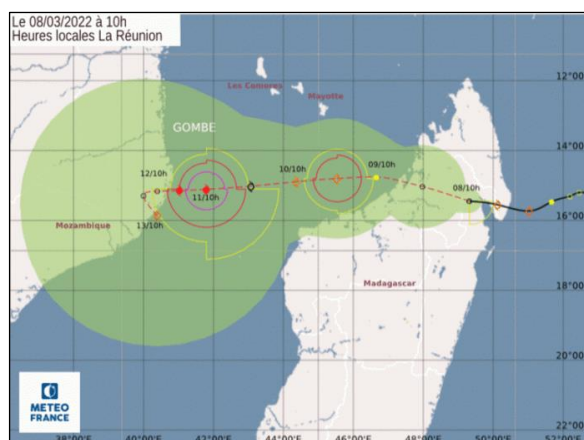 Le 08/03/2022 à 10h
Heures locales La Réunion
12°00'
Les Comores
Mayotte
14°00'
GOMBE
12/10h
11/10h
10/10h
09/10h
08/10h
13/10h
16°00'
Mozambique
Madagascar
18°00'
20°00'
METEO
FRANCE
22°00'
38°00'E
40°00'E
42°00'E
44°00'E
46°00'E
48°00'E
50°00'E
52°00'E